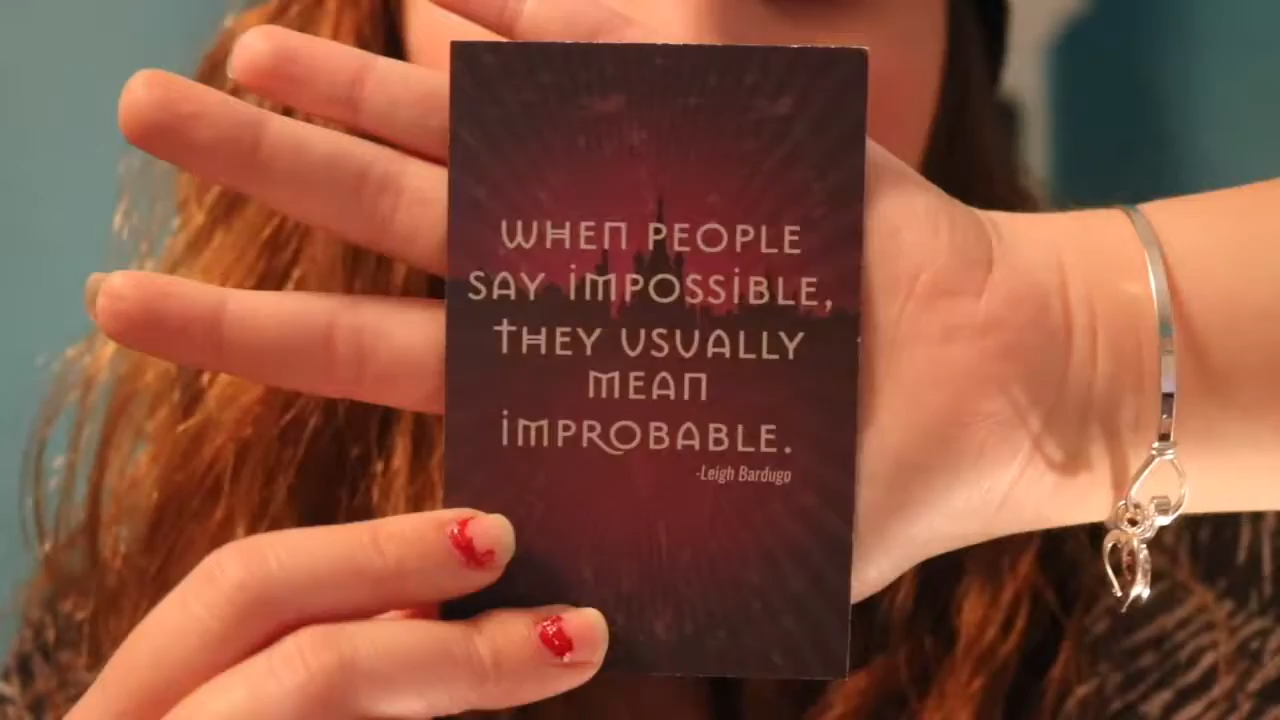 WHEN PEOPLE
SAY iMPOSSiBLE,
THEY USUALLY
MEAN
iMPROBABLE.
-Leigh Bardugo